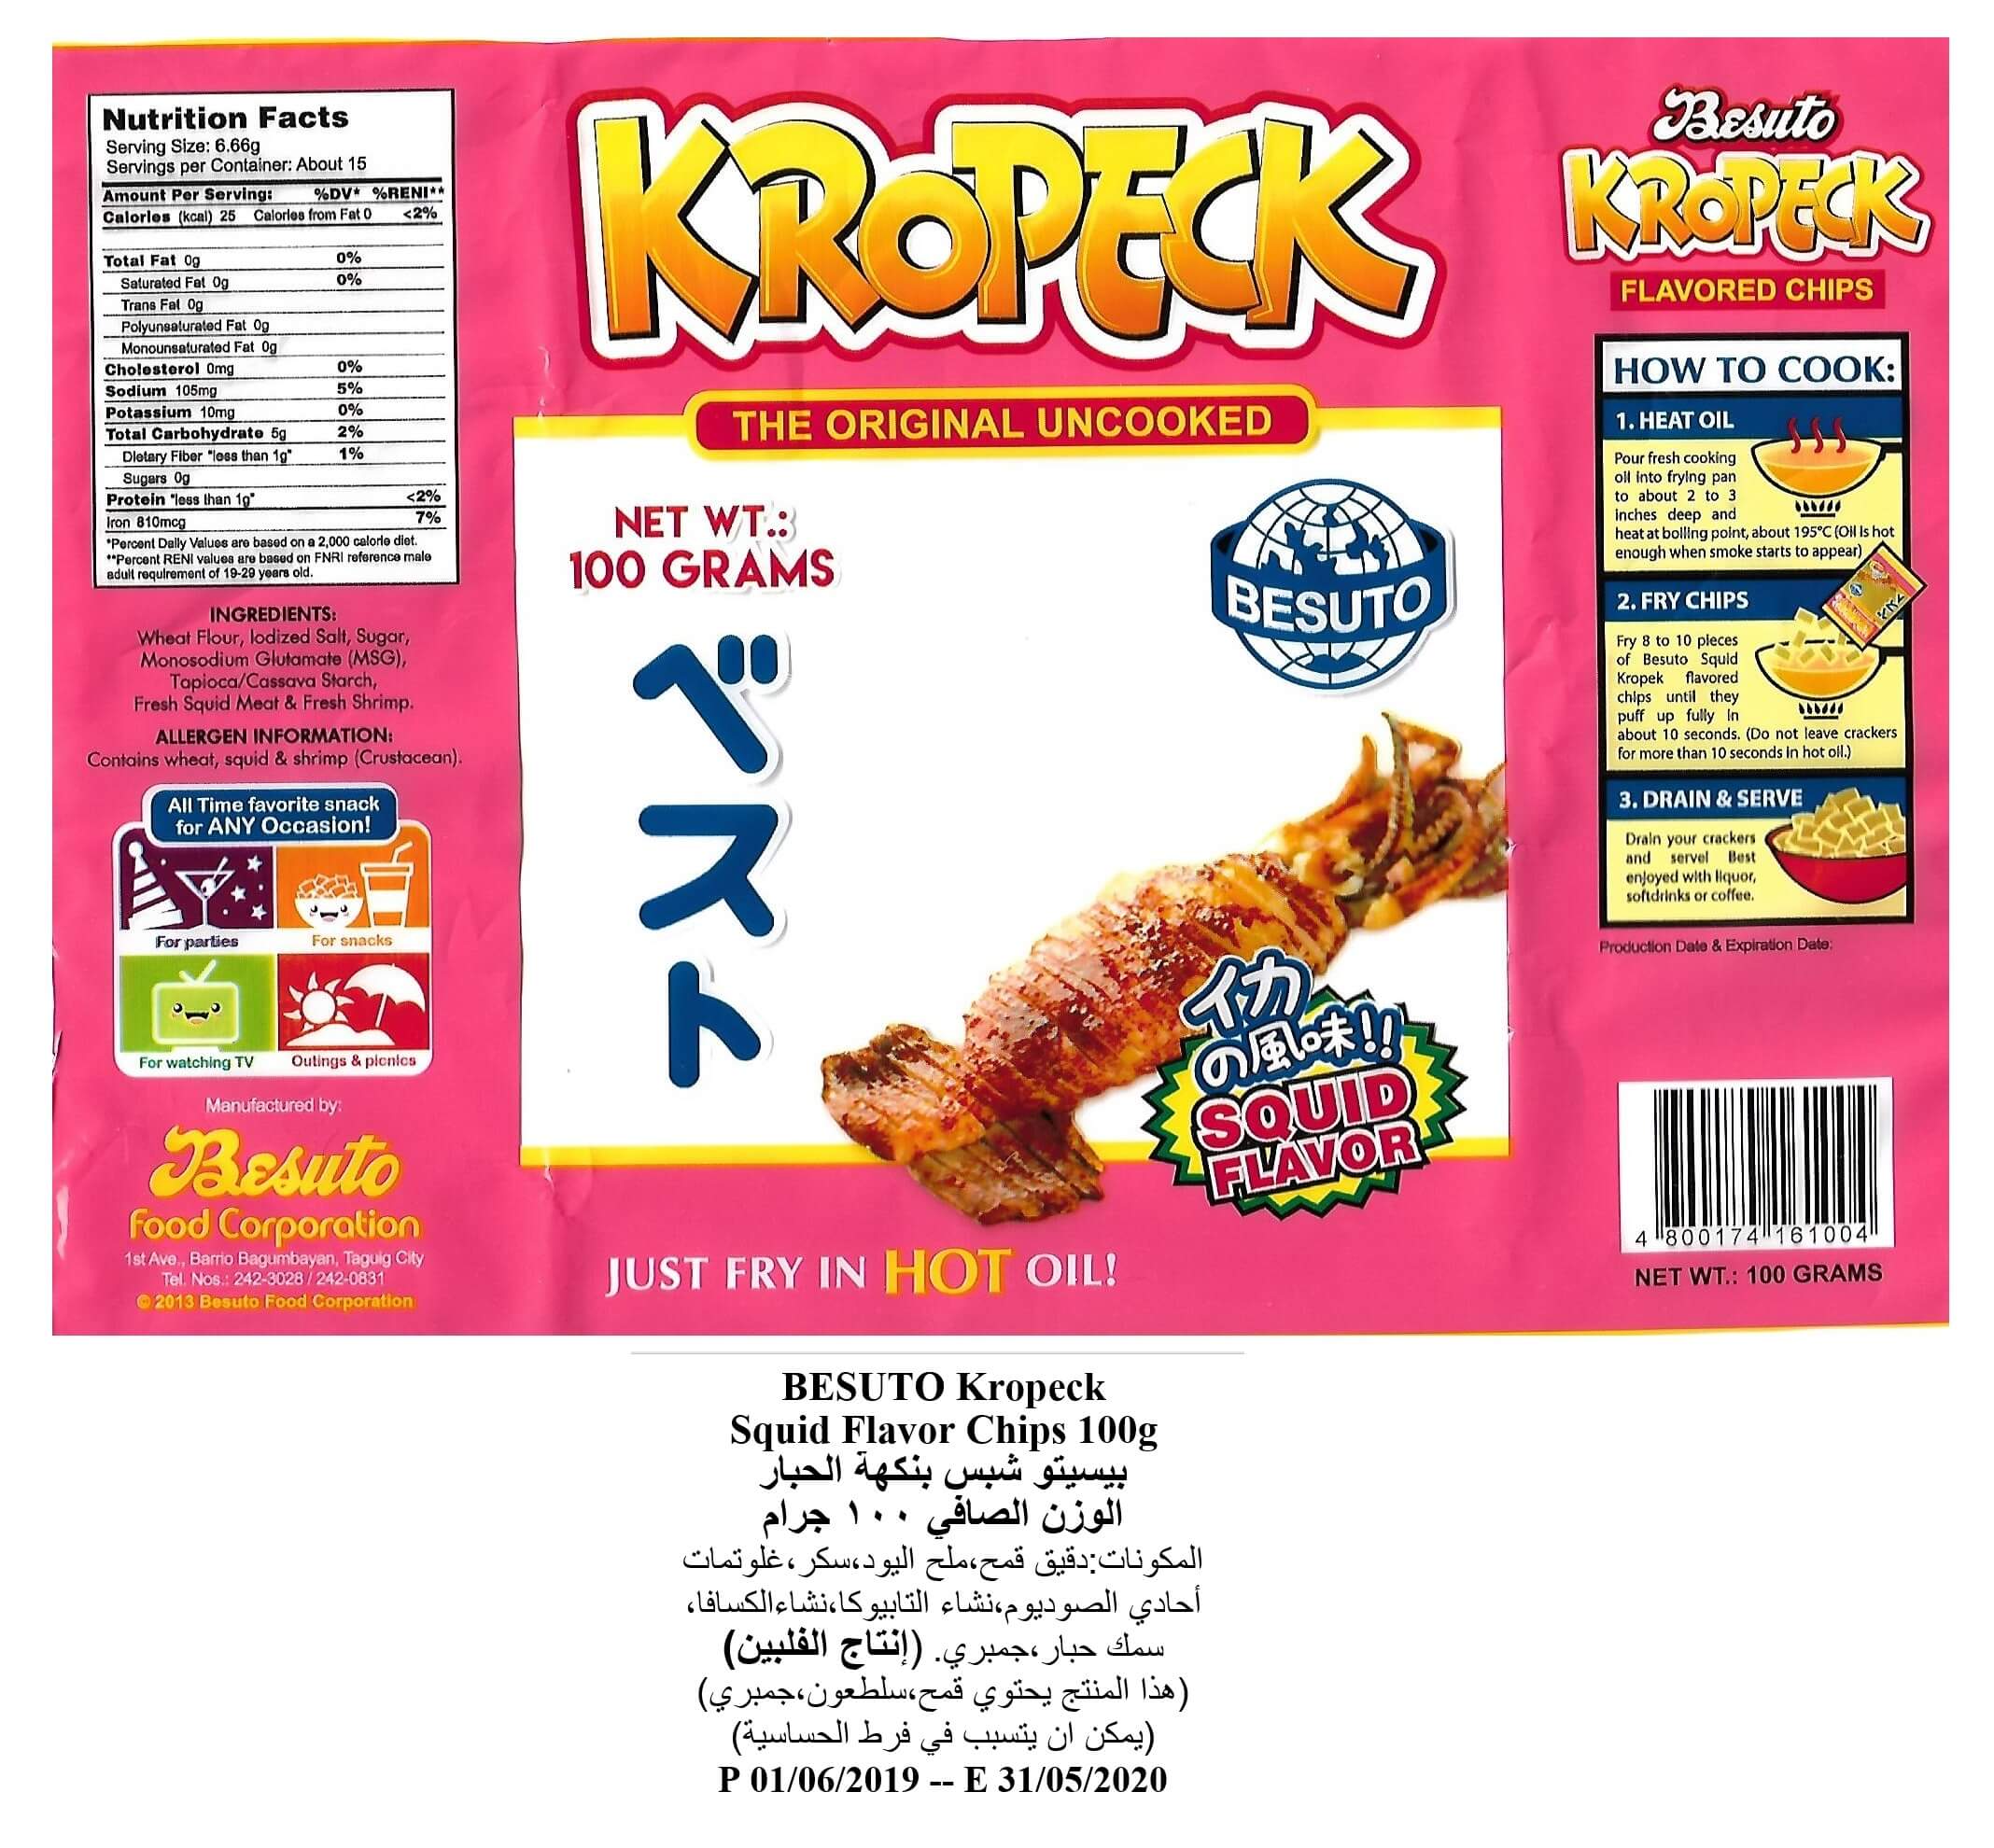 Nutrition Facts
Serving Size: 6.66g
Servings per Container: About 15
Amount Per Serving: %DV* %RENI**
Calories (kcal) 25 Calories from Fat 0 <2%
Total Fat 0g 0%
Saturated Fat 0g 0%
Trans Fat 0g
Polyunsaturated Fat 0g
Monounsaturated Fat 0g
Cholesterol 0mg 0%
Sodium 105mg 5%
Potassium 10mg 0%
Total Carbohydrate 5g 2%
Dietary Fiber "less than 1g" 1%
Sugars 0g
Protein "less than 1g" <2%
Iron 810mcg 7%
*Percent Daily Values are based on a 2,000 calorie diet.
**Percent RENI values are based on FNRI reference male
adult requirement of 19-29 years old.
INGREDIENTS:
Wheat Flour, Iodized Salt, Sugar,
Monosodium Glutamate (MSG),
Tapioca/Cassava Starch,
Fresh Squid Meat & Fresh Shrimp.
ALLERGEN INFORMATION:
Contains wheat, squid & shrimp (Crustacean).
All Time favorite snack
for ANY Occasion!
For parties
For snacks
For watching TV
Outings & picnics
Manufactured by:
Besuto
Food Corporation
1st Ave., Barrio Bagumbayan, Taguig City
Tel. Nos.: 242-3028 / 242-0831
© 2013 Besuto Food Corporation
KROPECK
THE ORIGINAL UNCOOKED
NET WT.:
100 GRAMS
BESUTO
ベスト
イカ
の風味!!
SQUID
FLAVOR
JUST FRY IN HOT OIL!
Besuto
KROPECK
FLAVORED CHIPS
HOW TO COOK:
1. HEAT OIL
Pour fresh cooking
oil into frying pan
to about 2 to 3
inches deep and
heat at boiling point, about 195°C (Oil is hot
enough when smoke starts to appear)
2. FRY CHIPS
Fry 8 to 10 pieces
of Besuto Squid
Kropek flavored
chips until they
puff up fully in
about 10 seconds. (Do not leave crackers
for more than 10 seconds in hot oil.)
3. DRAIN & SERVE
Drain your crackers
and serve! Best
enjoyed with liquor,
softdrinks or coffee.
Production Date & Expiration Date:
4 800174 161004
NET WT.: 100 GRAMS
BESUTO Kropeck
Squid Flavor Chips 100g
بيسيتو شبس بنكهة الحبار
الوزن الصافي ١٠٠ جرام
المكونات:دقيق قمح،ملح اليود،سكر،غلوتمات
أحادي الصوديوم،نشاء التابيوكا،نشاءالكسافا،
سمك حبار،جمبري. (إنتاج الفلبين)
(هذا المنتج يحتوي قمح،سلطعون،جمبري)
(يمكن ان يتسبب في فرط الحساسية)
P 01/06/2019 -- E 31/05/2020